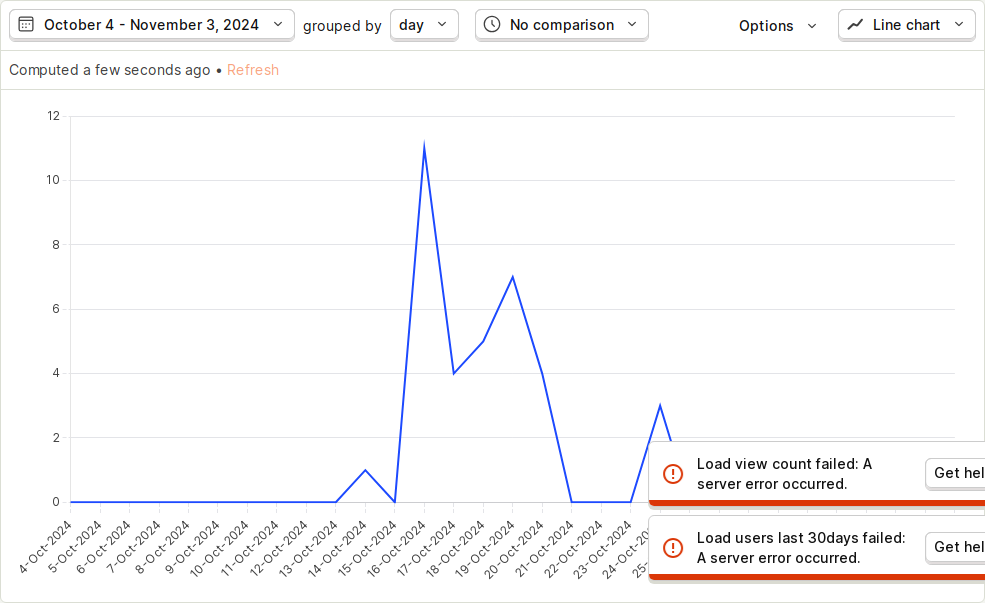 October 4 - November 3, 2024 grouped by day No comparison Options Line chart
Computed a few seconds ago • Refresh
12
10
8
6
4
2
0
4-Oct-2024
5-Oct-2024
6-Oct-2024
7-Oct-2024
8-Oct-2024
9-Oct-2024
10-Oct-2024
11-Oct-2024
12-Oct-2024
13-Oct-2024
14-Oct-2024
15-Oct-2024
16-Oct-2024
17-Oct-2024
18-Oct-2024
19-Oct-2024
20-Oct-2024
21-Oct-2024
22-Oct-2024
23-Oct-2024
Load view count failed: A
server error occurred.
Get hel
Load users last 30days failed:
A server error occurred.
Get hel